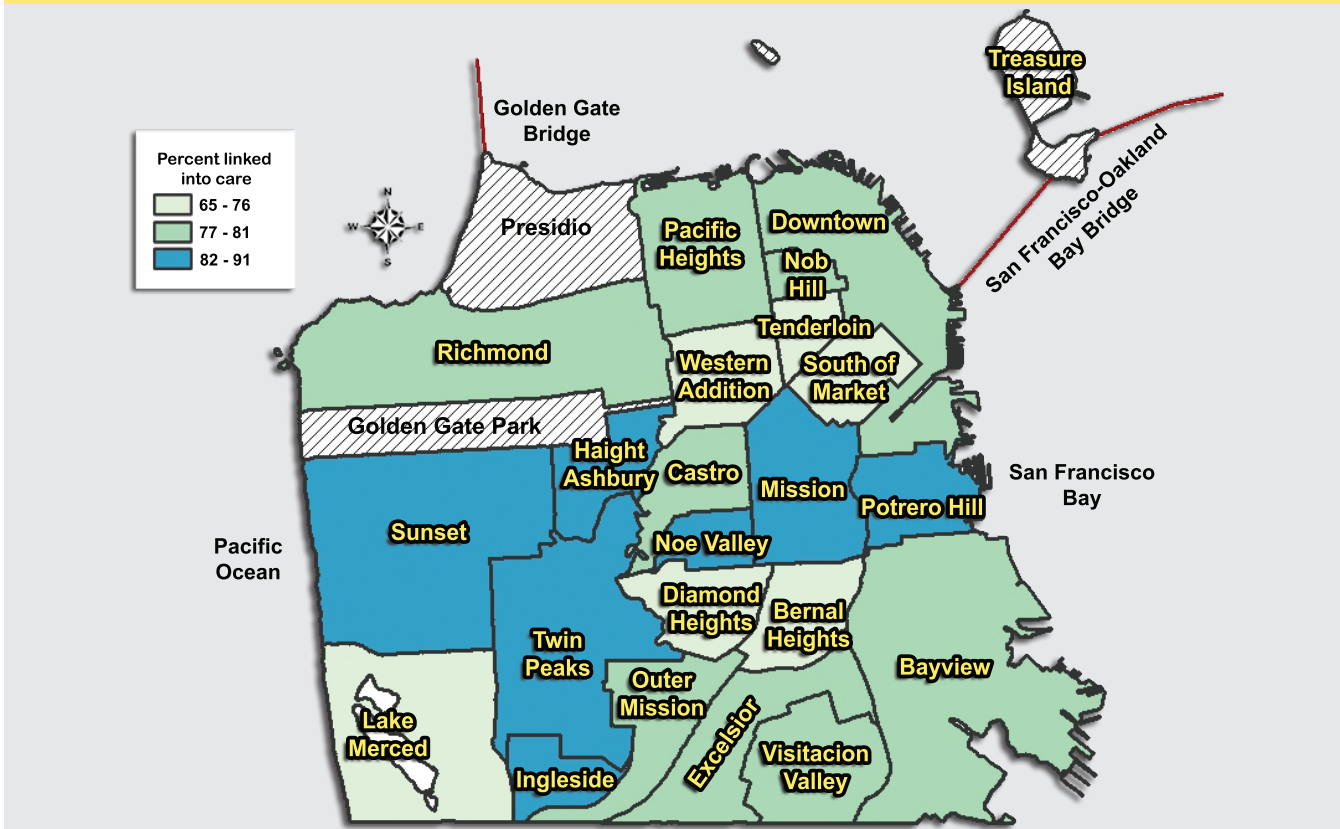 Treasure
Island
Golden Gate
Bridge
San Francisco-Oakland
Bay Bridge
Percent linked
into care
65 - 76
77 - 81
82 - 91
N
W
E
S
Presidio
Pacific
Heights
Downtown
Nob
Hill
Tenderloin
Richmond
Western
Addition
South of
Market
Golden Gate Park
Haight
Ashbury
Castro
Mission
Potrero Hill
San Francisco
Bay
Sunset
Noe Valley
Pacific
Ocean
Diamond
Heights
Bernal
Heights
Twin
Peaks
Bayview
Outer
Mission
Lake
Merced
Excelsior
Visitacion
Valley
Ingleside